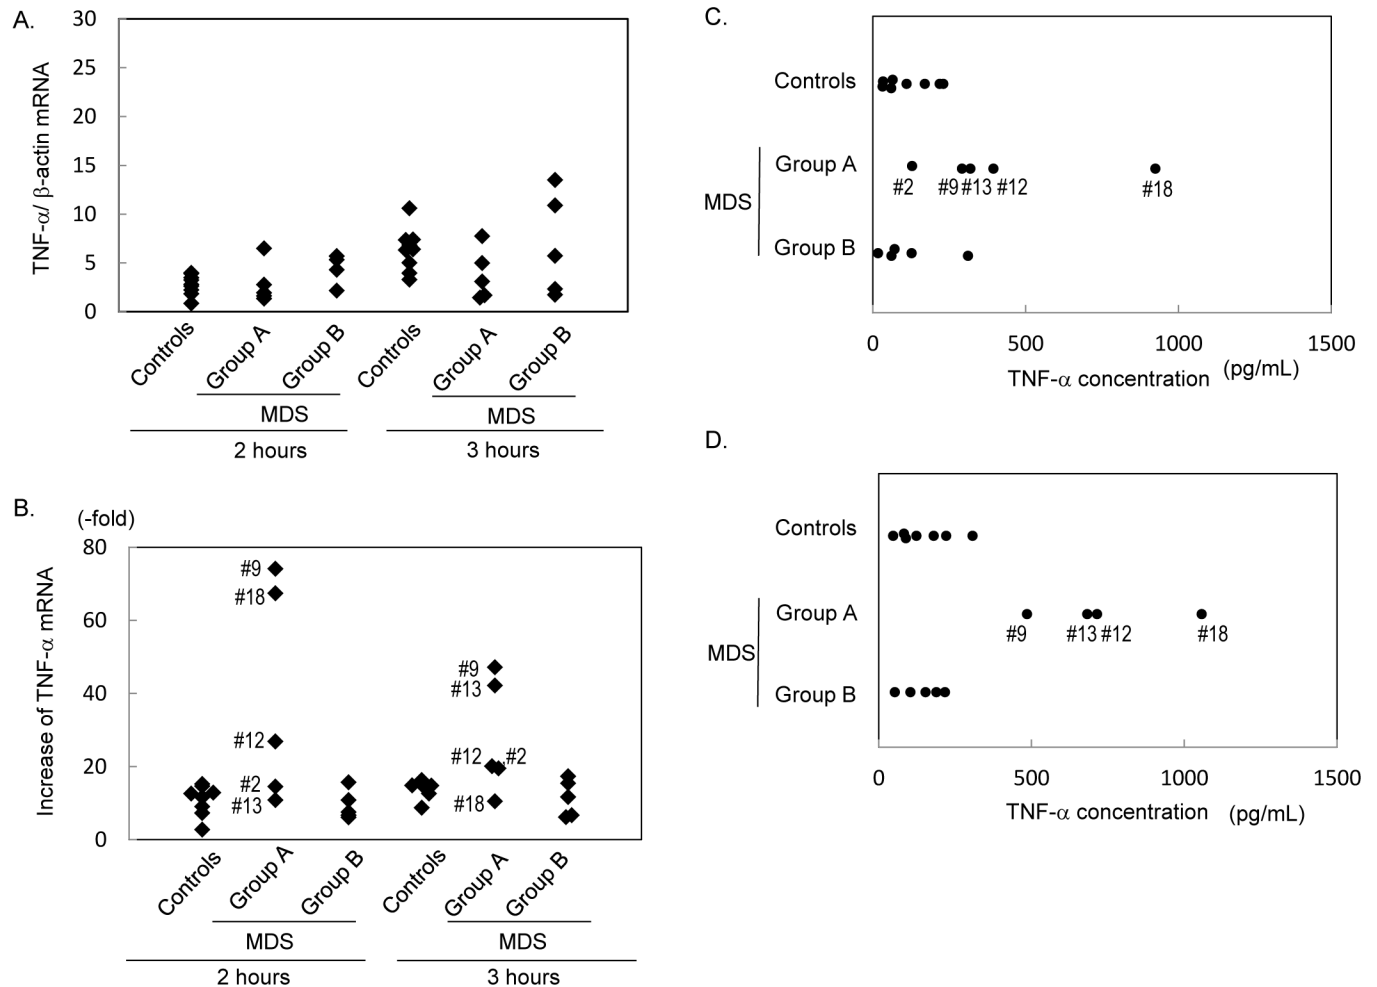 A.
TNF-α/ β-actin mRNA
30
25
20
15
10
5
0
Controls
Group A
Group B
Controls
Group A
Group B
MDS
MDS
2 hours
3 hours
B.
(-fold)
Increase of TNF-α mRNA
80
60
40
20
0
#9
#18
#12
#2
#13
#9
#13
#12
#2
#18
Controls
Group A
Group B
Controls
Group A
Group B
MDS
MDS
2 hours
3 hours
C.
Controls
MDS
Group A
#2 #9 #13 #12 #18
Group B
0 500 1000 1500
TNF-α concentration (pg/mL)
D.
Controls
MDS
Group A
#9 #13 #12 #18
Group B
0 500 1000 1500
TNF-α concentration (pg/mL)